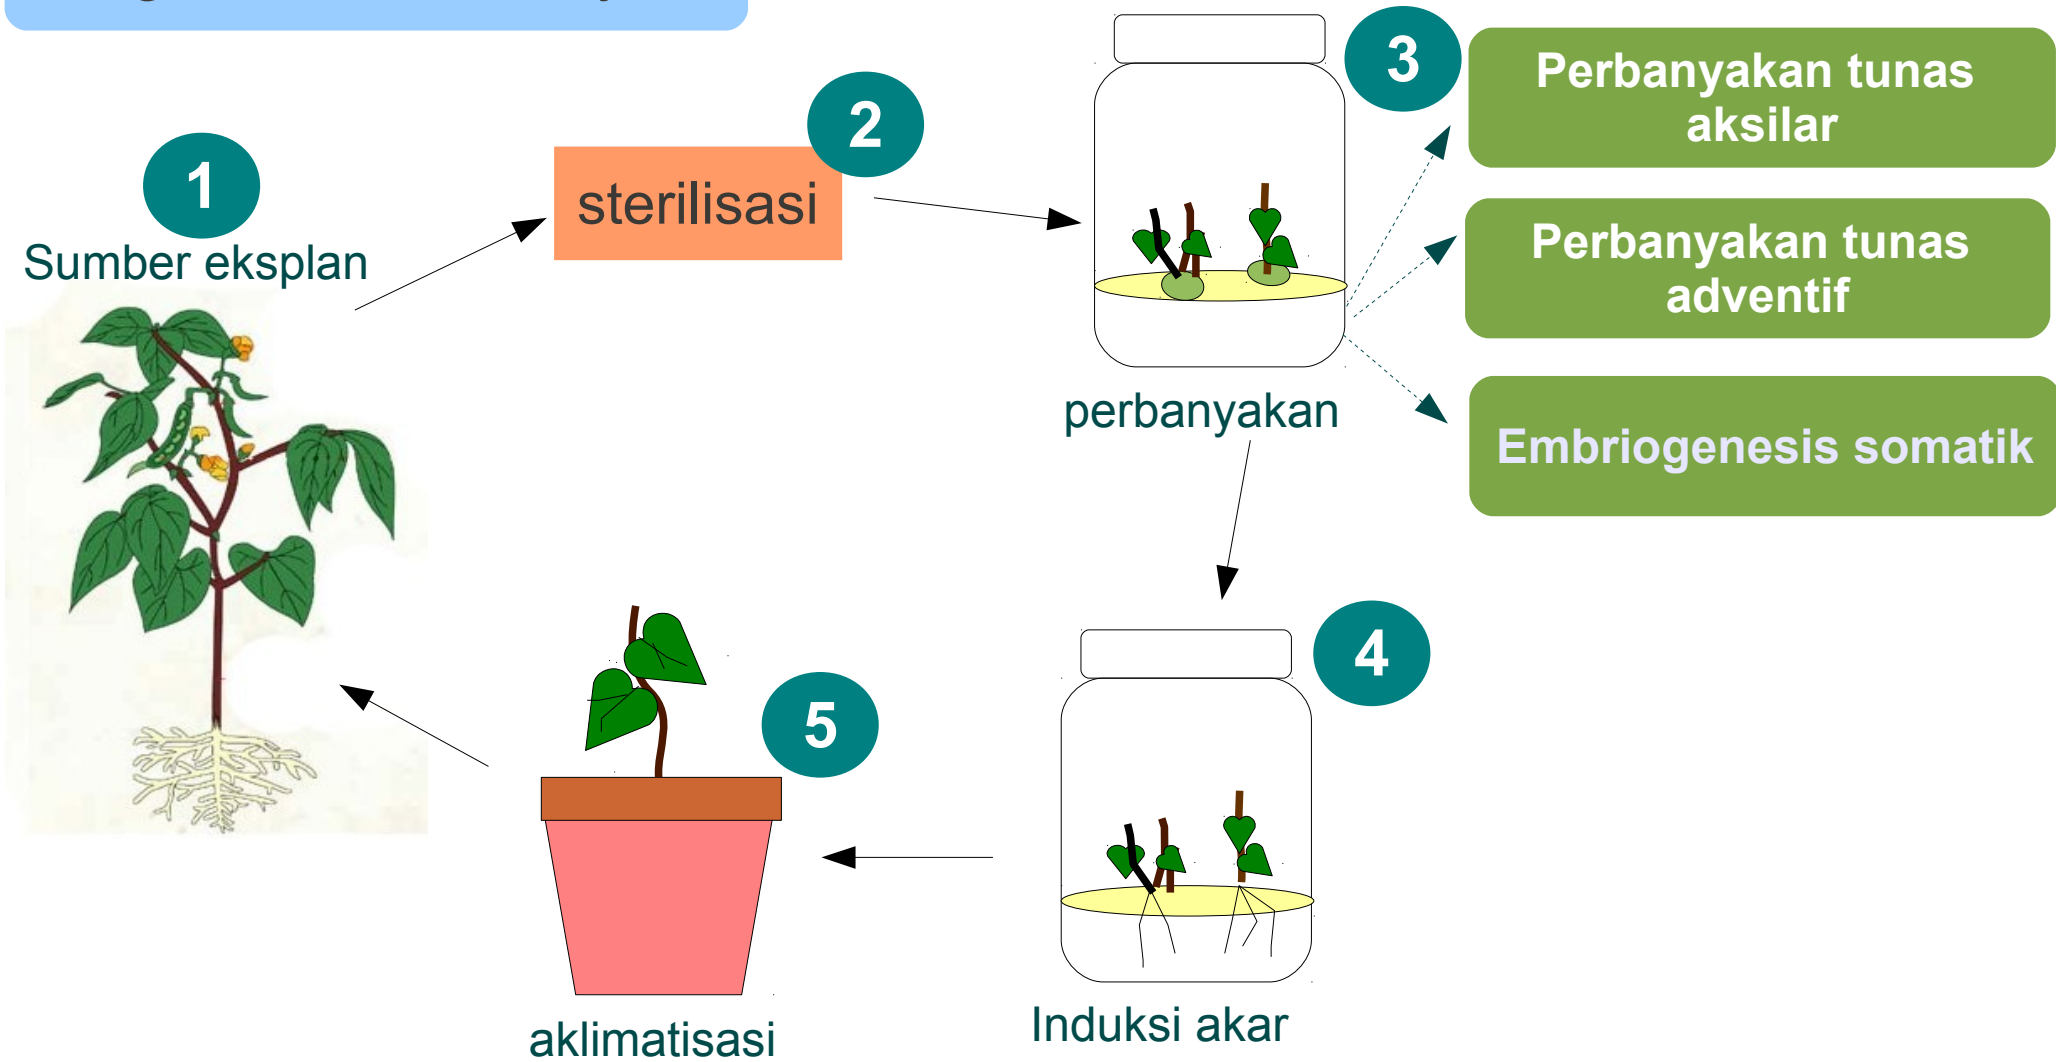 1
Sumber eksplan
2
sterilisasi
3
Perbanyakan tunas
aksilar
Perbanyakan tunas
adventif
Embriogenesis somatik
perbanyakan
4
Induksi akar
5
aklimatisasi